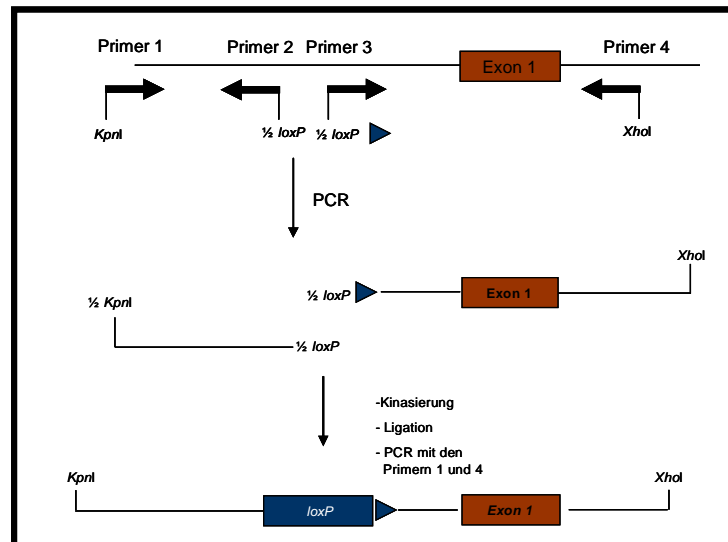 Primer 1 Primer 2 Primer 3 Primer 4
Exon 1
KpnI ½ loxP ½ loxP XhoI
PCR
XhoI
½ loxP Exon 1
½ KpnI
½ loxP
-Kinasierung
- Ligation
- PCR mit den
Primern 1 und 4
KpnI XhoI
loxP Exon 1